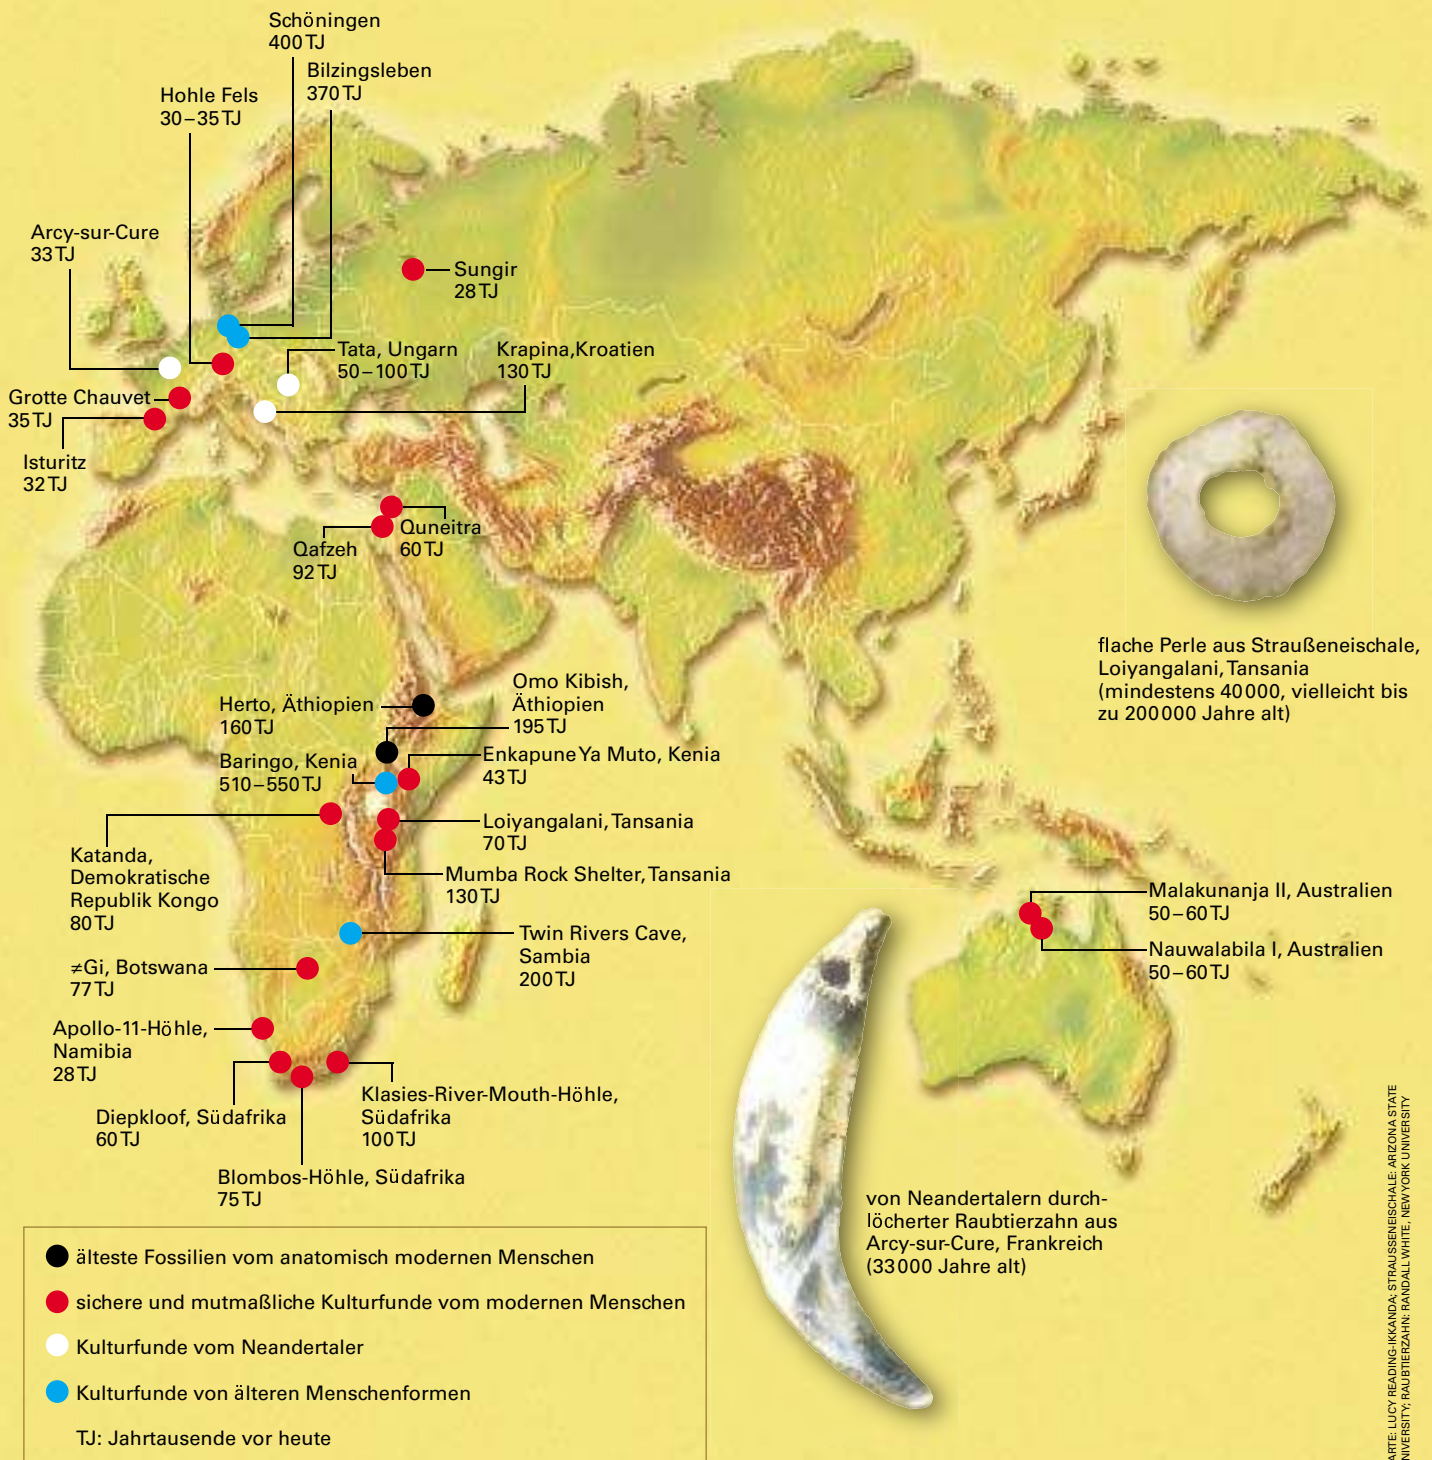 Schöningen
400 TJ
Bilzingsleben
370 TJ
Hohle Fels
30–35 TJ
Arcy-sur-Cure
33 TJ
Sungir
28 TJ
Tata, Ungarn
50–100 TJ
Krapina, Kroatien
130 TJ
Grotte Chauvet
35 TJ
Isturitz
32 TJ
Quneitra
60 TJ
Qafzeh
92 TJ
flache Perle aus Straußeneischale,
Loiyangalani, Tansania
(mindestens 40 000, vielleicht bis
zu 200 000 Jahre alt)
Herto, Äthiopien
160 TJ
Omo Kibish,
Äthiopien
195 TJ
Baringo, Kenia
510–550 TJ
Enkapune Ya Muto, Kenia
43 TJ
Loiyangalani, Tansania
70 TJ
Katanda,
Demokratische
Republik Kongo
80 TJ
Mumba Rock Shelter, Tansania
130 TJ
Malakunanja II, Australien
50–60 TJ
Nauwalabila I, Australien
50–60 TJ
Twin Rivers Cave,
Sambia
200 TJ
≠Gi, Botswana
77 TJ
Apollo-11-Höhle,
Namibia
28 TJ
Klasies-River-Mouth-Höhle,
Südafrika
100 TJ
Diepkloof, Südafrika
60 TJ
Blombos-Höhle, Südafrika
75 TJ
von Neandertalern durch-
löcherter Raubtierzahn aus
Arcy-sur-Cure, Frankreich
(33 000 Jahre alt)
älteste Fossilien vom anatomisch modernen Menschen
sichere und mutmaßliche Kulturfunde vom modernen Menschen
Kulturfunde vom Neandertaler
Kulturfunde von älteren Menschenformen
TJ: Jahrtausende vor heute
ARTE: LUCY READING-IKKANDA; STRAUSSENEISCHALE: ARIZONA STATE
NIVERSITY; RAUBTIERZAHN: RANDALL WHITE, NEW YORK UNIVERSITY